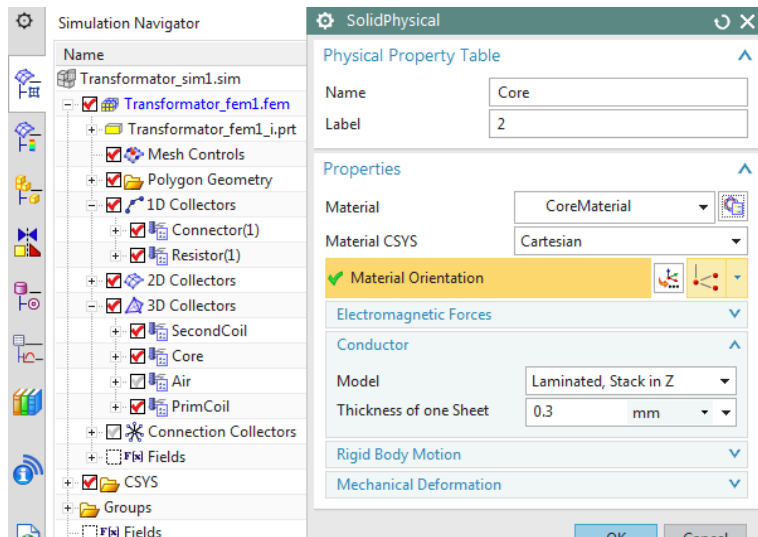 Simulation Navigator
Name
Transformator_sim1.sim
Transformator_fem1.fem
Transformator_fem1_i.prt
Mesh Controls
Polygon Geometry
1D Collectors
Connector(1)
Resistor(1)
2D Collectors
3D Collectors
SecondCoil
Core
Air
PrimCoil
Connection Collectors
F(x) Fields
CSYS
Groups
F(x) Fields
SolidPhysical
Physical Property Table
Name Core
Label 2
Properties
Material CoreMaterial
Material CSYS Cartesian
Material Orientation
Electromagnetic Forces
Conductor
Model Laminated, Stack in Z
Thickness of one Sheet 0.3 mm
Rigid Body Motion
Mechanical Deformation
OK Cancel